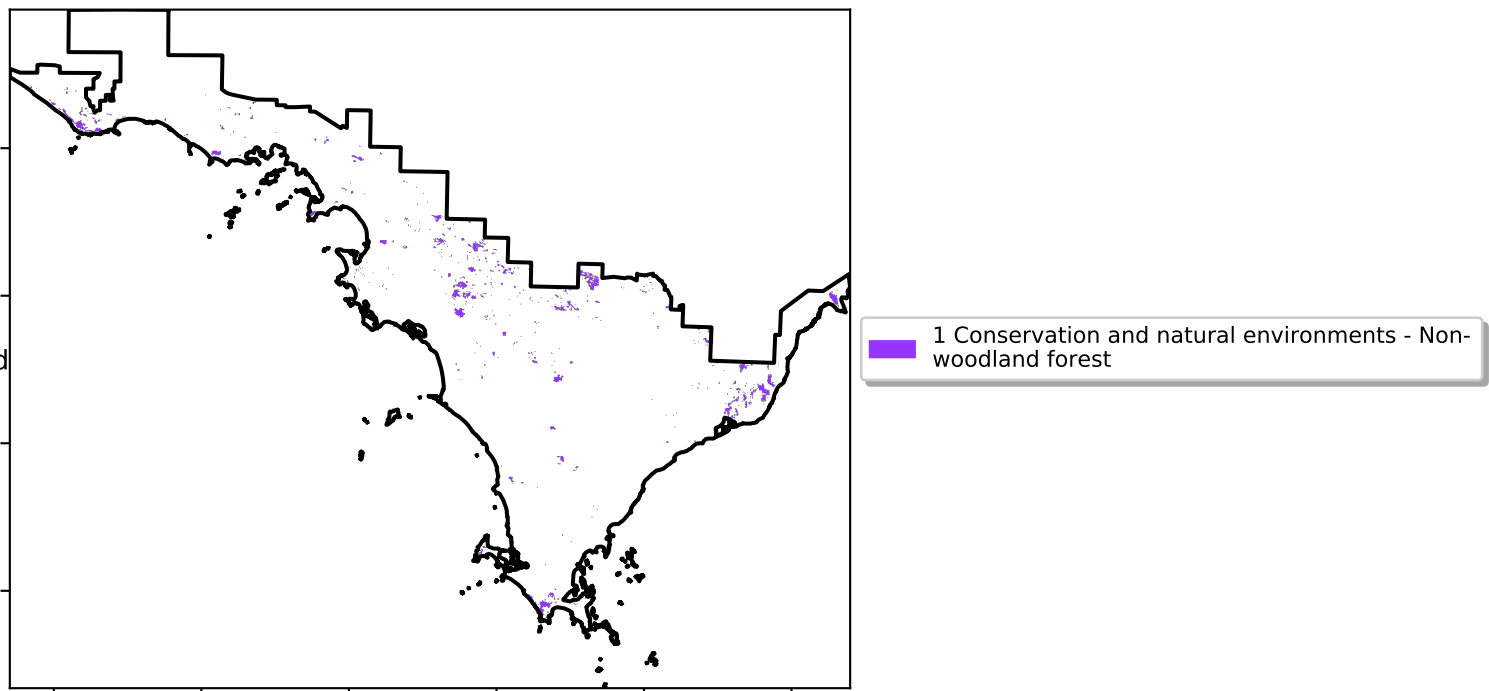 1 Conservation and natural environments - Non-
woodland forest
d